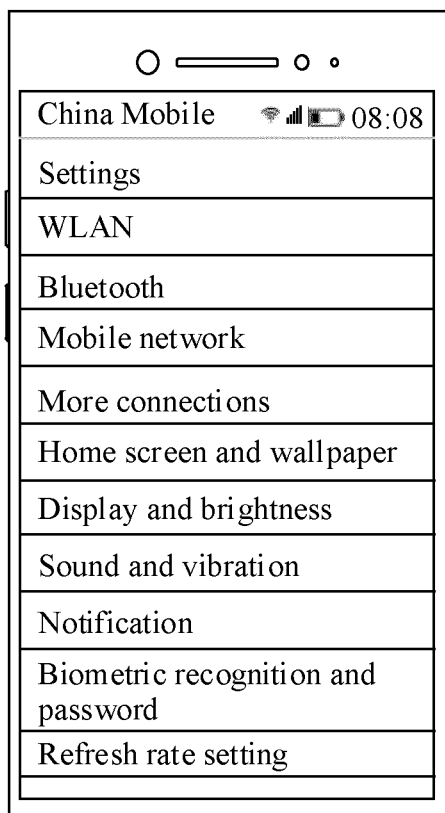 China Mobile 08:08
Settings
WLAN
Bluetooth
Mobile network
More connections
Home screen and wallpaper
Display and brightness
Sound and vibration
Notification
Biometric recognition and
password
Refresh rate setting